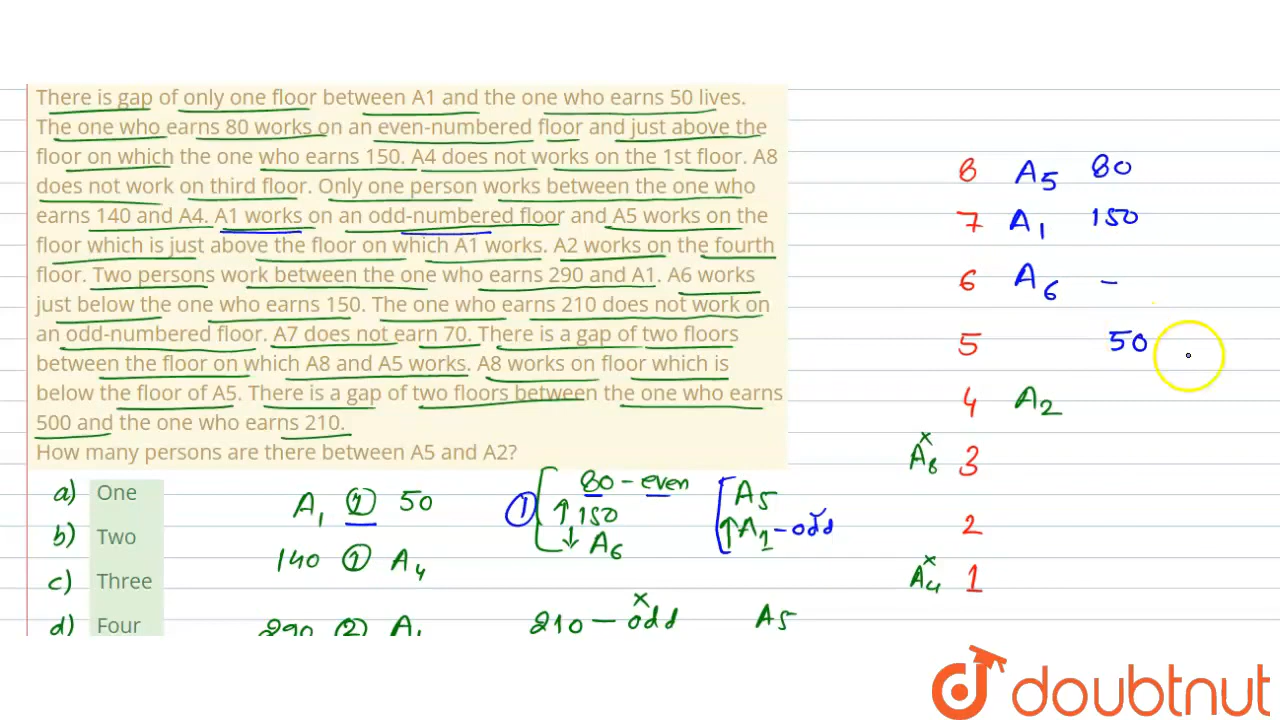 There is gap of only one floor between A1 and the one who earns 50 lives.
The one who earns 80 works on an even-numbered floor and just above the
floor on which the one who earns 150. A4 does not works on the 1st floor. A8
does not work on third floor. Only one person works between the one who
earns 140 and A4. A1 works on an odd-numbered floor and A5 works on the
floor which is just above the floor on which A1 works. A2 works on the fourth
floor. Two persons work between the one who earns 290 and A1. A6 works
just below the one who earns 150. The one who earns 210 does not work on
an odd-numbered floor. A7 does not earn 70. There is a gap of two floors
between the floor on which A8 and A5 works. A8 works on floor which is
below the floor of A5. There is a gap of two floors between the one who earns
500 and the one who earns 210.
How many persons are there between A5 and A2?
a) One
b) Two
c) Three
d) Four
A1 ① 50
140 ① A4
290 ② A1
① 80 - even
↑ 150
↓ A6
A5
↑ A1 - odd
x
210 - odd
A5
8 A5 80
7 A1 150
6 A6 -
5 50
4 A2
x
A8 3
2
x
A4 1
doubtnut